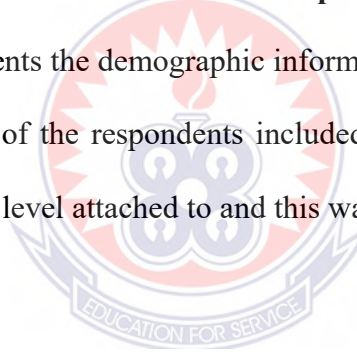 ents the demographic inform
of the respondents included
level attached to and this wa
EDUCATION FOR SERVICE